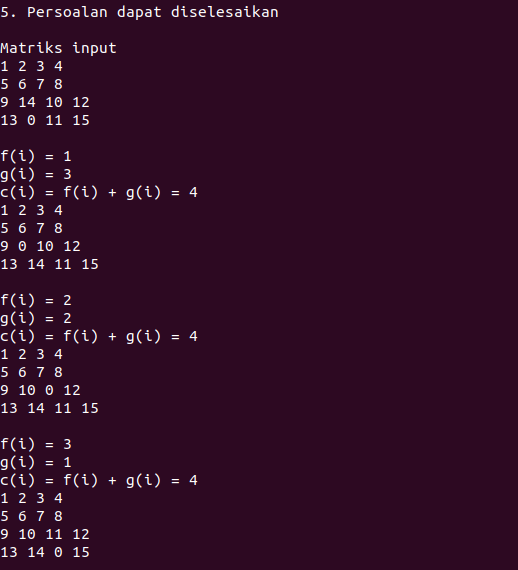 5. Persoalan dapat diselesaikan
Matriks input
1 2 3 4
5 6 7 8
9 14 10 12
13 0 11 15
f(i) = 1
g(i) = 3
c(i) = f(i) + g(i) = 4
1 2 3 4
5 6 7 8
9 0 10 12
13 14 11 15
f(i) = 2
g(i) = 2
c(i) = f(i) + g(i) = 4
1 2 3 4
5 6 7 8
9 10 0 12
13 14 11 15
f(i) = 3
g(i) = 1
c(i) = f(i) + g(i) = 4
1 2 3 4
5 6 7 8
9 10 11 12
13 14 0 15